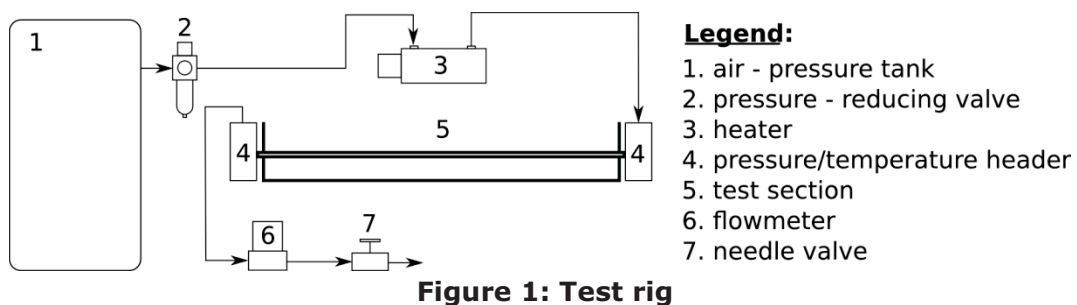 1
2
3
4
5
4
6
7
Legend:
1. air - pressure tank
2. pressure - reducing valve
3. heater
4. pressure/temperature header
5. test section
6. flowmeter
7. needle valve
Figure 1: Test rig